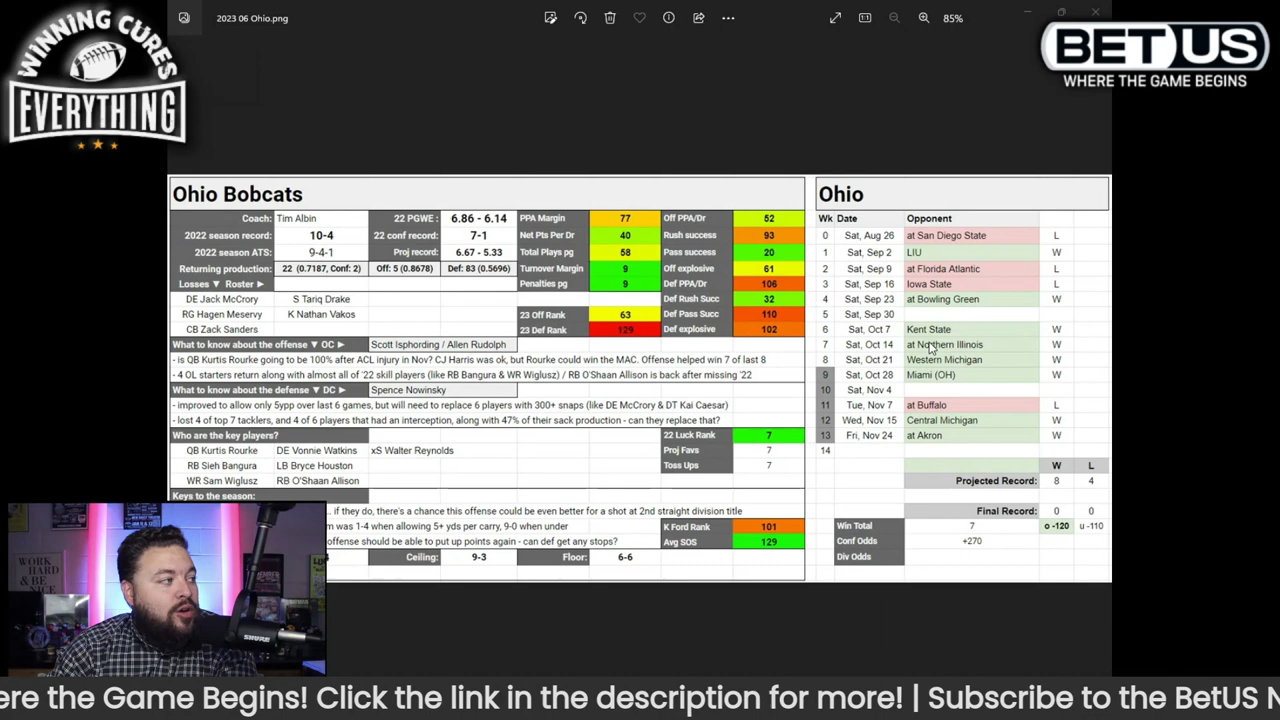 2023 06 Ohio.png
85%
WINNING CURES
EVERYTHING
BETUS
WHERE THE GAME BEGINS
Ohio Bobcats
Coach: Tim Albin 22 PGWE : 6.86 - 6.14 PPA Margin 77 Off PPA/Dr 52
2022 season record: 10-4 22 conf record: 7-1 Net Pts Per Dr 40 Rush success 93
2022 season ATS: 9-4-1 Proj record: 6.67 - 5.33 Total Plays pg 58 Pass success 20
Returning production: 22 (0.7187, Conf: 2) Off: 5 (0.8678) Def: 83 (0.5696) Turnover Margin 9 Off explosive 61
Losses ▼ Roster ► Penalties pg 9 Def PPA/Dr 106
DE Jack McCrory S Tariq Drake Def Rush Succ 32
RG Hagen Meservy K Nathan Vakos 23 Off Rank 63 Def Pass Succ 110
CB Zack Sanders 23 Def Rank 129 Def explosive 102
What to know about the offense ▼ OC ► Scott Isphording / Allen Rudolph
- is QB Kurtis Rourke going to be 100% after ACL injury in Nov? CJ Harris was ok, but Rourke could win the MAC. Offense helped win 7 of last 8
- 4 OL starters return along with almost all of '22 skill players (like RB Bangura & WR Wiglusz) / RB O'Shaan Allison is back after missing '22
What to know about the defense ▼ DC ► Spence Nowinsky
- improved to allow only 5ypp over last 6 games, but will need to replace 6 players with 300+ snaps (like DE McCrory & DT Kai Caesar)
- lost 4 of top 7 tacklers, and 4 of 6 players that had an interception, along with 47% of their sack production - can they replace that?
Who are the key players? 22 Luck Rank 7
QB Kurtis Rourke DE Vonnie Watkins xS Walter Reynolds Proj Favs 7
RB Sieh Bangura LB Bryce Houston Toss Ups 7
WR Sam Wiglusz RB O'Shaan Allison
Keys to the season:
... if they do, there's a chance this offense could be even better for a shot at 2nd straight division title
m was 1-4 when allowing 5+ yds per carry, 9-0 when under K Ford Rank 101
offense should be able to put up points again - can def get any stops? Avg SOS 129
Ceiling: 9-3 Floor: 6-6
Ohio
Wk Date Opponent
0 Sat, Aug 26 at San Diego State L
1 Sat, Sep 2 LIU W
2 Sat, Sep 9 at Florida Atlantic L
3 Sat, Sep 16 Iowa State L
4 Sat, Sep 23 at Bowling Green W
5 Sat, Sep 30
6 Sat, Oct 7 Kent State W
7 Sat, Oct 14 at Northern Illinois W
8 Sat, Oct 21 Western Michigan W
9 Sat, Oct 28 Miami (OH) W
10 Sat, Nov 4
11 Tue, Nov 7 at Buffalo L
12 Wed, Nov 15 Central Michigan W
13 Fri, Nov 24 at Akron W
14
W L
Projected Record: 8 4
Final Record: 0 0
Win Total 7 o -120 u -110
Conf Odds +270
Div Odds
WORK HARD & BE NICE
SHURE
ere the Game Begins! Click the link in the description for more! | Subscribe to the BetUS N